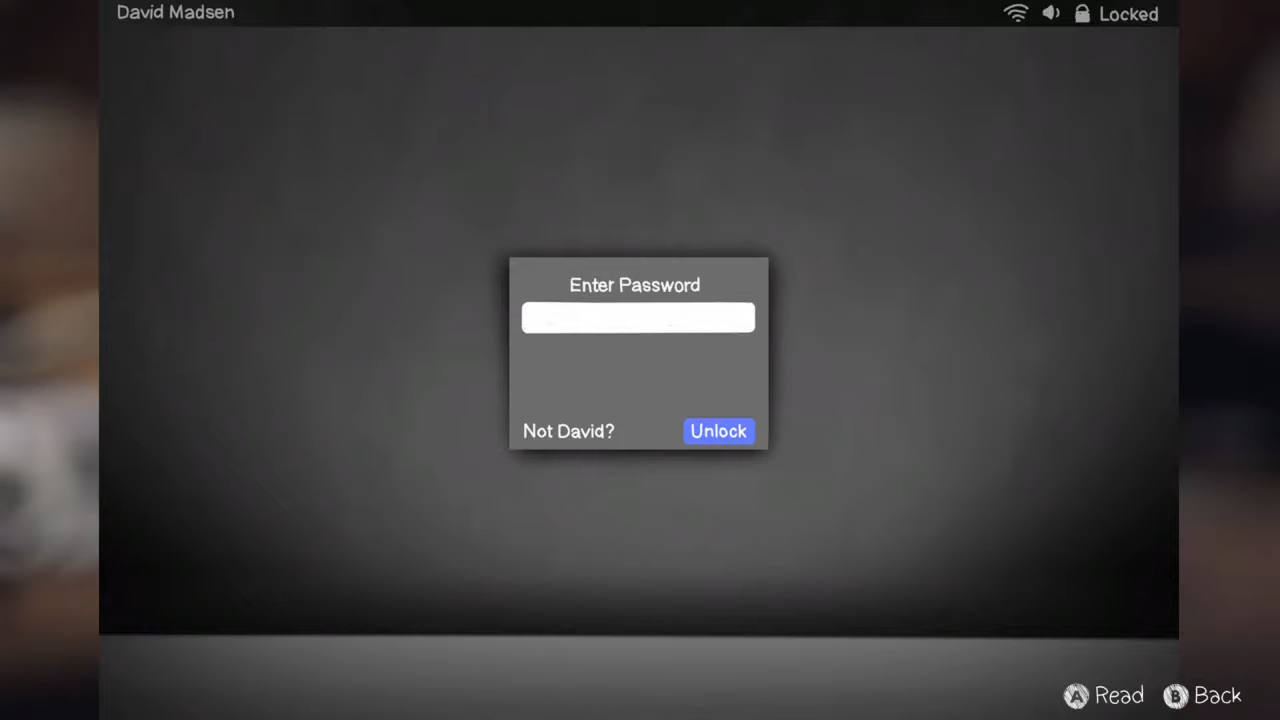 David Madsen
Locked
Enter Password
Not David?
Unlock
A Read
B Back